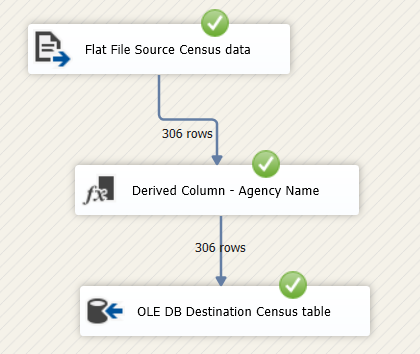 Flat File Source Census data
306 rows
Derived Column - Agency Name
306 rows
OLE DB Destination Census table